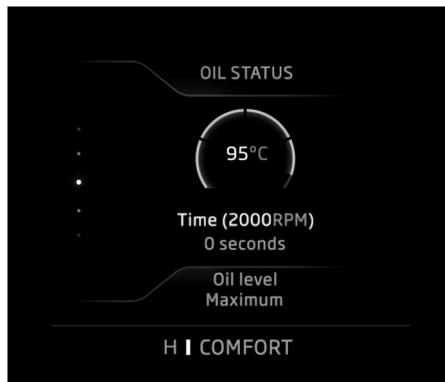 OIL STATUS
95°C
Time (2000RPM)
0 seconds
Oil level
Maximum
H COMFORT